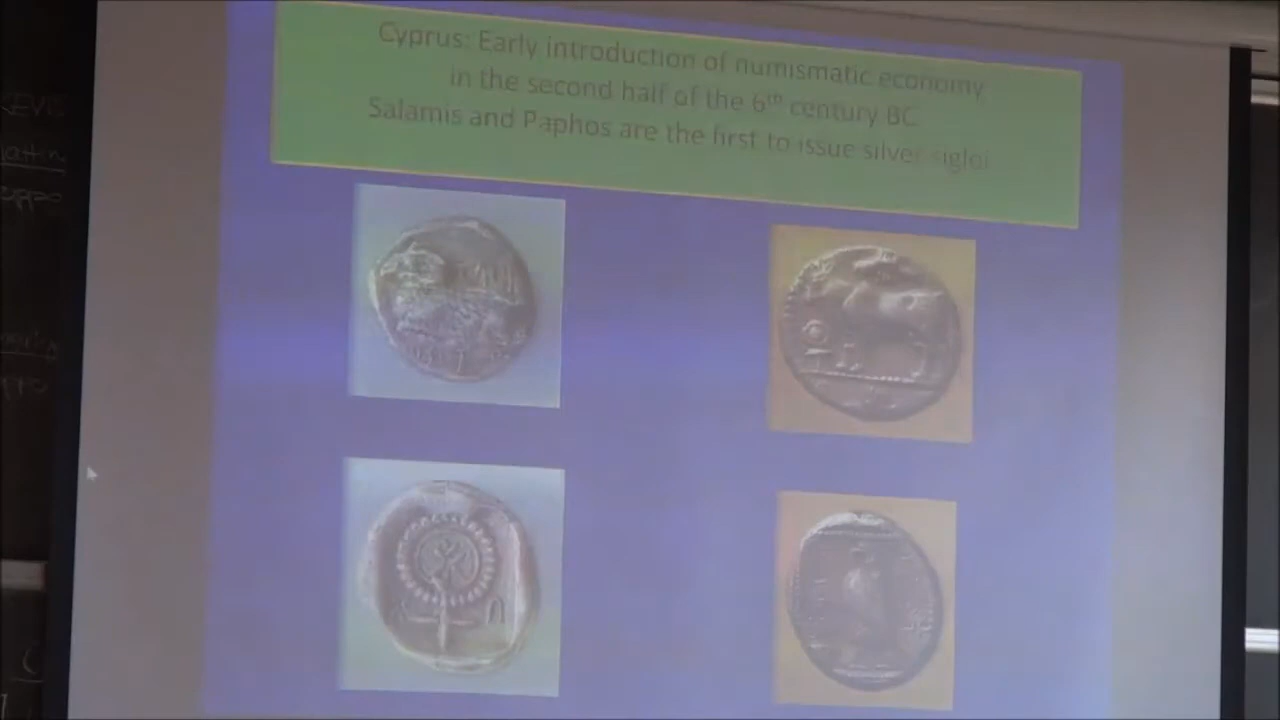 Cyprus: Early introduction of numismatic economy
in the second half of the 6th century BC
Salamis and Paphos are the first to issue silver sigloi